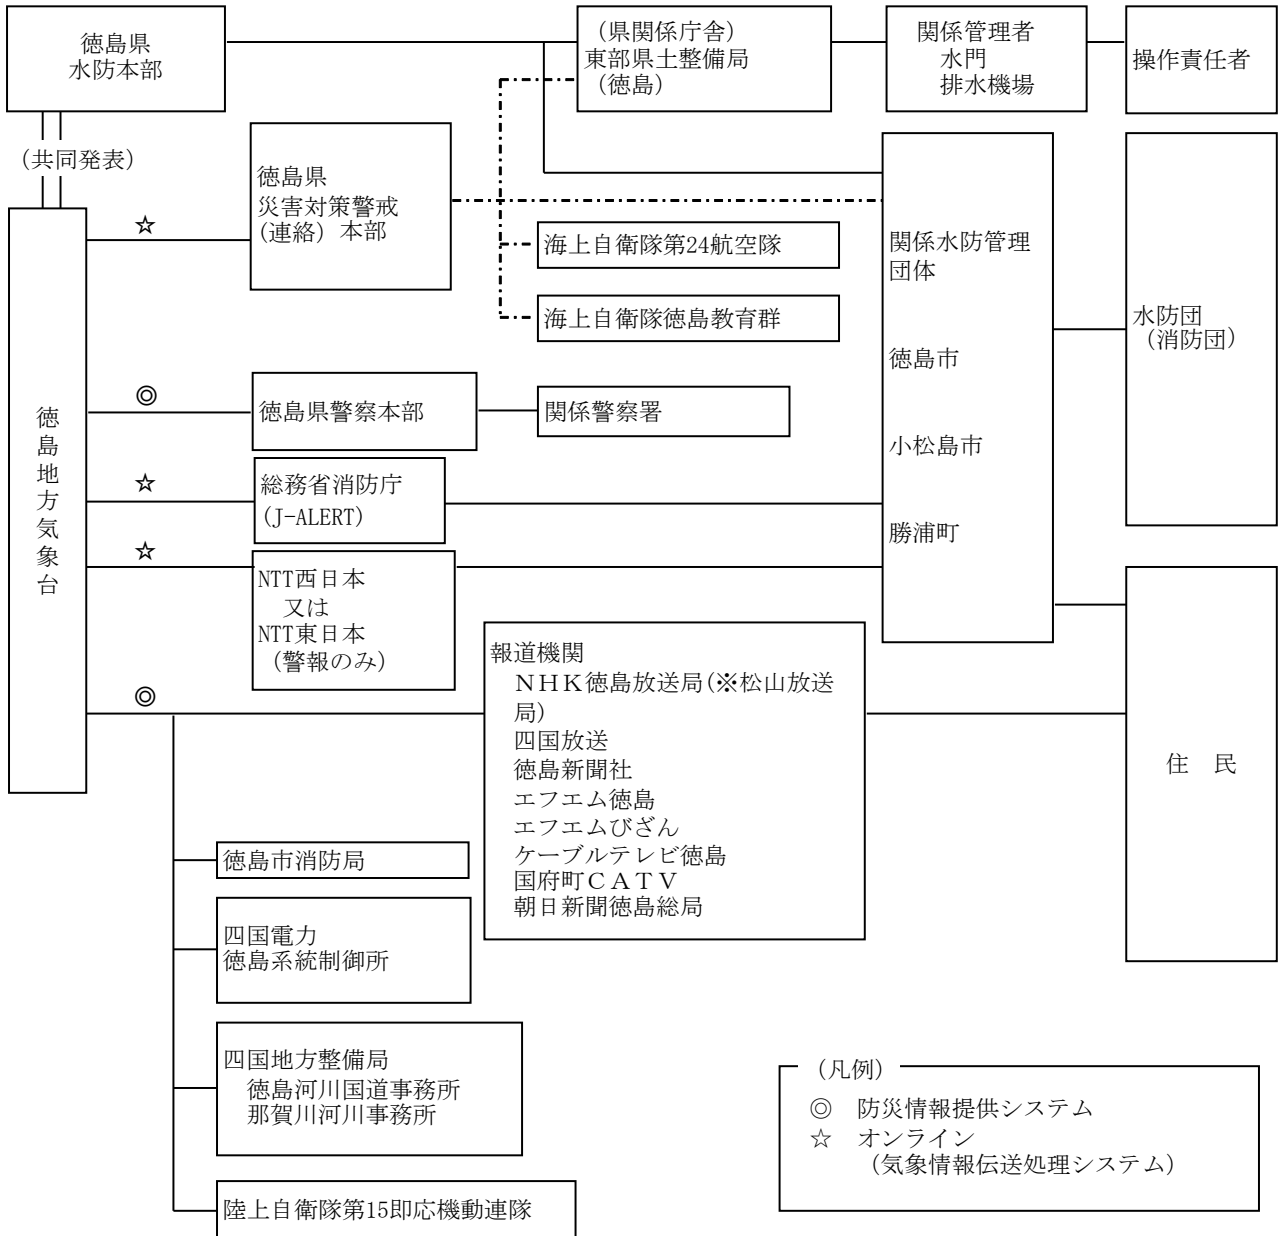 徳島県
水防本部
（県関係庁舎）
東部県土整備局
（徳島）
関係管理者
水門
排水機場
操作責任者
（共同発表）
徳島県
災害対策警戒
(連絡）本部
☆
海上自衛隊第24航空隊
海上自衛隊徳島教育群
関係水防管理
団体
徳島市
小松島市
勝浦町
水防団
（消防団）
◎
徳島県警察本部
関係警察署
徳島地方気象台
☆
総務省消防庁
(J-ALERT)
☆
NTT西日本
又は
NTT東日本
（警報のみ）
◎
報道機関
ＮＨＫ徳島放送局(※松山放送
局)
四国放送
徳島新聞社
エフエム徳島
エフエムびざん
ケーブルテレビ徳島
国府町ＣＡＴＶ
朝日新聞徳島総局
住　民
徳島市消防局
四国電力
徳島系統制御所
四国地方整備局
徳島河川国道事務所
那賀川河川事務所
陸上自衛隊第15即応機動連隊
（凡例）
◎　防災情報提供システム
☆　オンライン
（気象情報伝送処理システム）